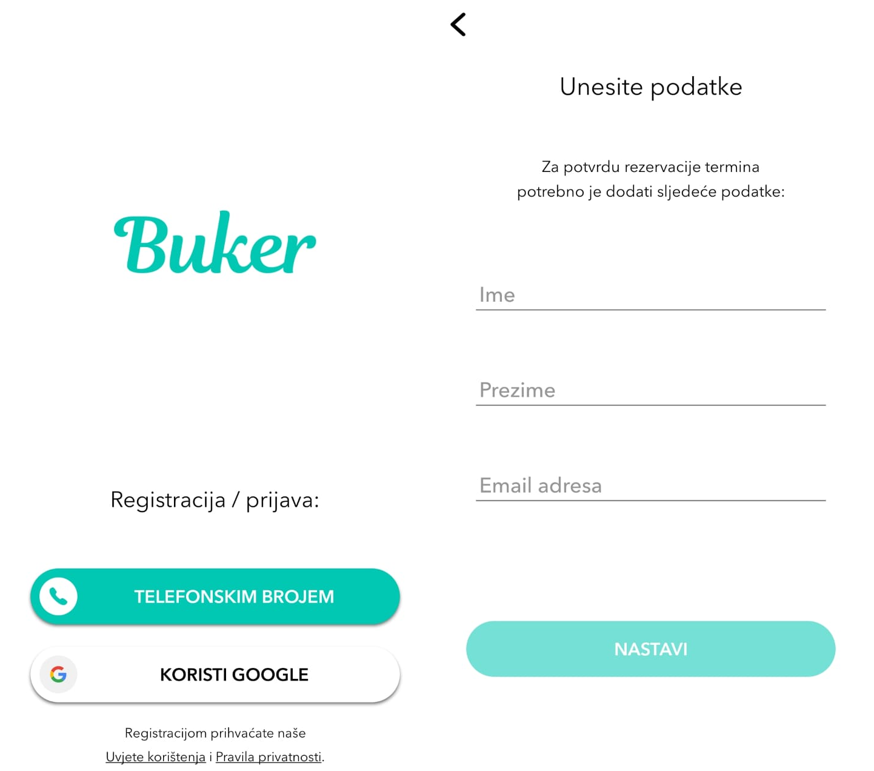 Buker
Registracija / prijava:
TELEFONSKIM BROJEM
KORISTI GOOGLE
Registracijom prihvaćate naše
Uvjete korištenja i Pravila privatnosti.
Unesite podatke
Za potvrdu rezervacije termina
potrebno je dodati sljedeće podatke:
Ime
Prezime
Email adresa
NASTAVI